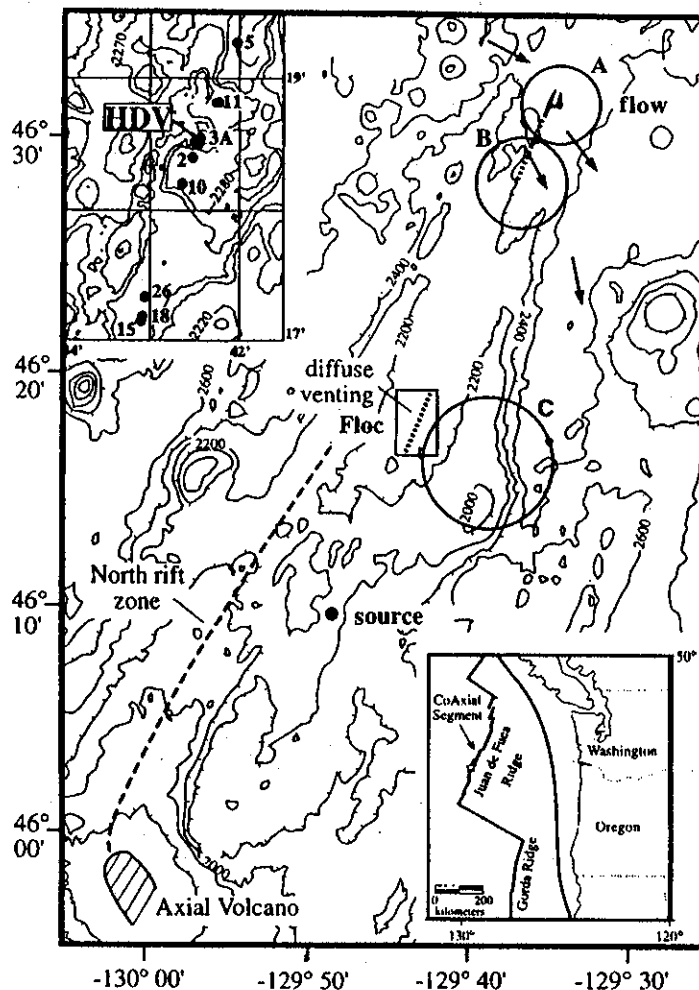 2270
5
19'
11
HDV
3A
2
10
2280
26
18
15
2220
44'
42'
17'
A
flow
B
46°
30'
2400
2200
2400
46°
20'
2600
diffuse
venting
Floc
2200
C
2200
2000
2600
North rift
zone
46°
10'
source
50°
CoAxial
Segment
Juan de Fuca
Ridge
Washington
Oregon
Gorda Ridge
0 200
kilometers
130° 120°
46°
00'
2000
Axial Volcano
-130° 00' -129° 50' -129° 40' -129° 30'